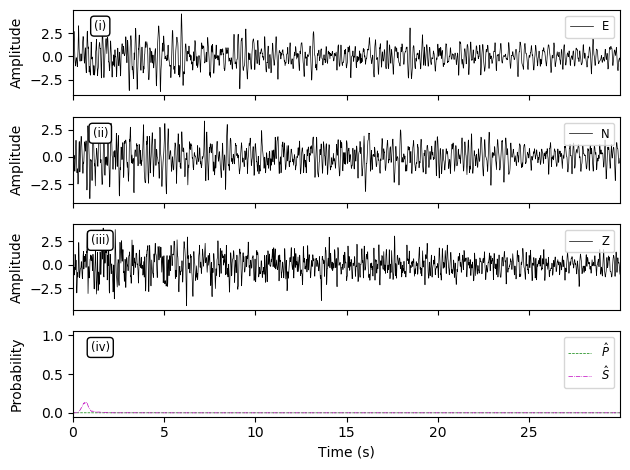 Amplitude
2.5
0.0
−2.5
(i)
E
Amplitude
2.5
0.0
−2.5
(ii)
N
Amplitude
2.5
0.0
−2.5
(iii)
Z
Probability
1.0
0.5
0.0
(iv)
P̂
Ŝ
0 5 10 15 20 25
Time (s)